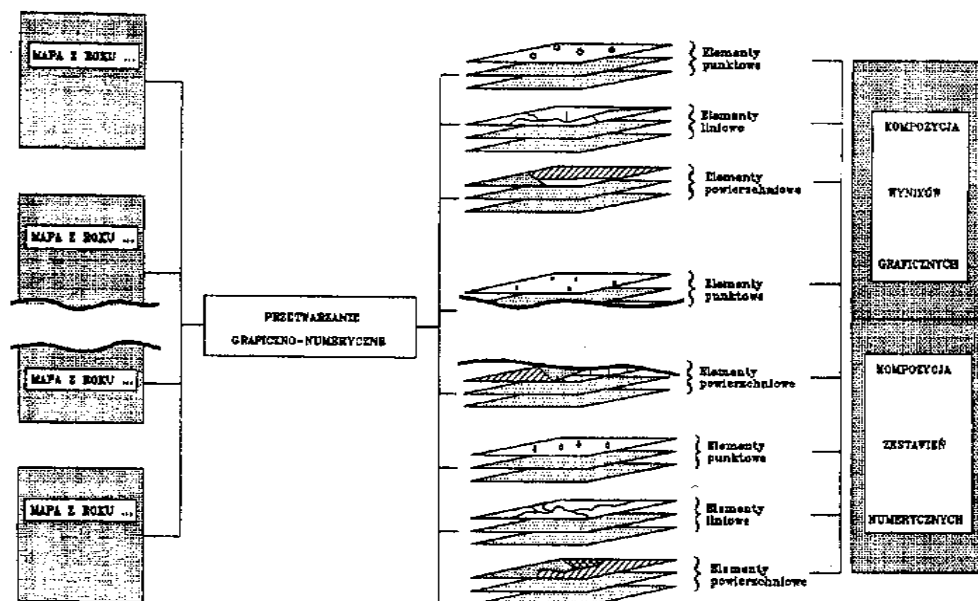 MAPA Z ROKU ...
MAPA Z ROKU ...
MAPA Z ROKU ...
MAPA Z ROKU ...
PRZETWARZANIE
GRAFICZNO-NUMERYCZNE
Elementy
punktowe
Elementy
liniowe
Elementy
powierzchniowe
Elementy
punktowe
Elementy
powierzchniowe
Elementy
punktowe
Elementy
liniowe
Elementy
powierzchniowe
KOMPOZYCJA
WYNIKÓW
GRAFICZNYCH
KOMPOZYCJA
ZESTAWIEŃ
NUMERYCZNYCH